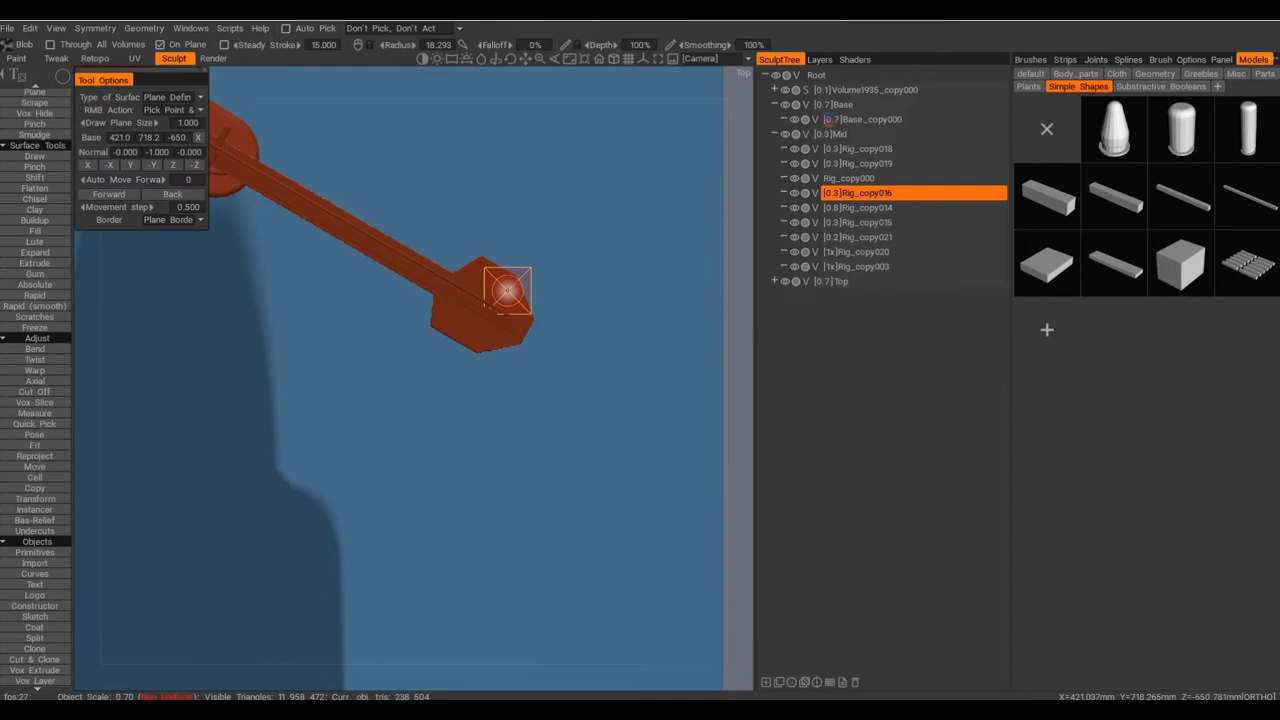 File Edit View Symmetry Geometry Windows Scripts Help Auto Pick Don't Pick, Don't Act
Blob Through All Volumes On Plane Steady Stroke 15.000 Radius 18.293 Falloff 0% Depth 100% Smoothing 100%
Paint Tweak Retopo UV Sculpt Render [Camera]
Top
Plane
Scrape
Vox Hide
Pinch
Smudge
Surface Tools
Draw
Pinch
Shift
Flatten
Chisel
Clay
Buildup
Fill
Lute
Expand
Extrude
Gum
Absolute
Rapid
Rapid (smooth)
Scratches
Freeze
Adjust
Bend
Twist
Warp
Axial
Cut Off
Vox Slice
Measure
Quick Pick
Pose
Fit
Reproject
Move
Cell
Copy
Transform
Instancer
Bas-Relief
Undercuts
Objects
Primitives
Import
Curves
Text
Logo
Constructor
Sketch
Coat
Split
Clone
Cut & Clone
Vox Extrude
Vox Layer
Tool Options
Type of Surfac Plane Defin
RMB Action: Pick Point &
Draw Plane Size 1.000
Base 421.0 718.2 -650. X
Normal -0.000 -1.000 -0.000
X -X Y -Y Z -Z
Auto Move Forwa 0
Forward Back
Movement step 0.500
Border Plane Borde
SculptTree Layers Shaders
Root
S [0.1]Volume1935_copy000
V [0.7]Base
V [0.7]Base_copy000
V [0.3]Mid
V [0.3]Rig_copy018
V [0.3]Rig_copy019
V Rig_copy000
V [0.3]Rig_copy016
V [0.8]Rig_copy014
V [0.3]Rig_copy015
V [0.2]Rig_copy021
V [1x]Rig_copy020
V [1x]Rig_copy003
V [0.7]Top
Brushes Strips Joints Splines Brush Options Panel Models
default Body_parts Cloth Geometry Greebles Misc Parts
Plants Simple Shapes Substractive Booleans
fps:27; Object Scale: 0.70 (Non Uniform); Visible Triangles: 11 958 472; Curr. obj. tris: 238 504 X=421.037mm Y=718.265mm Z=-650.781mm[ORTHO]